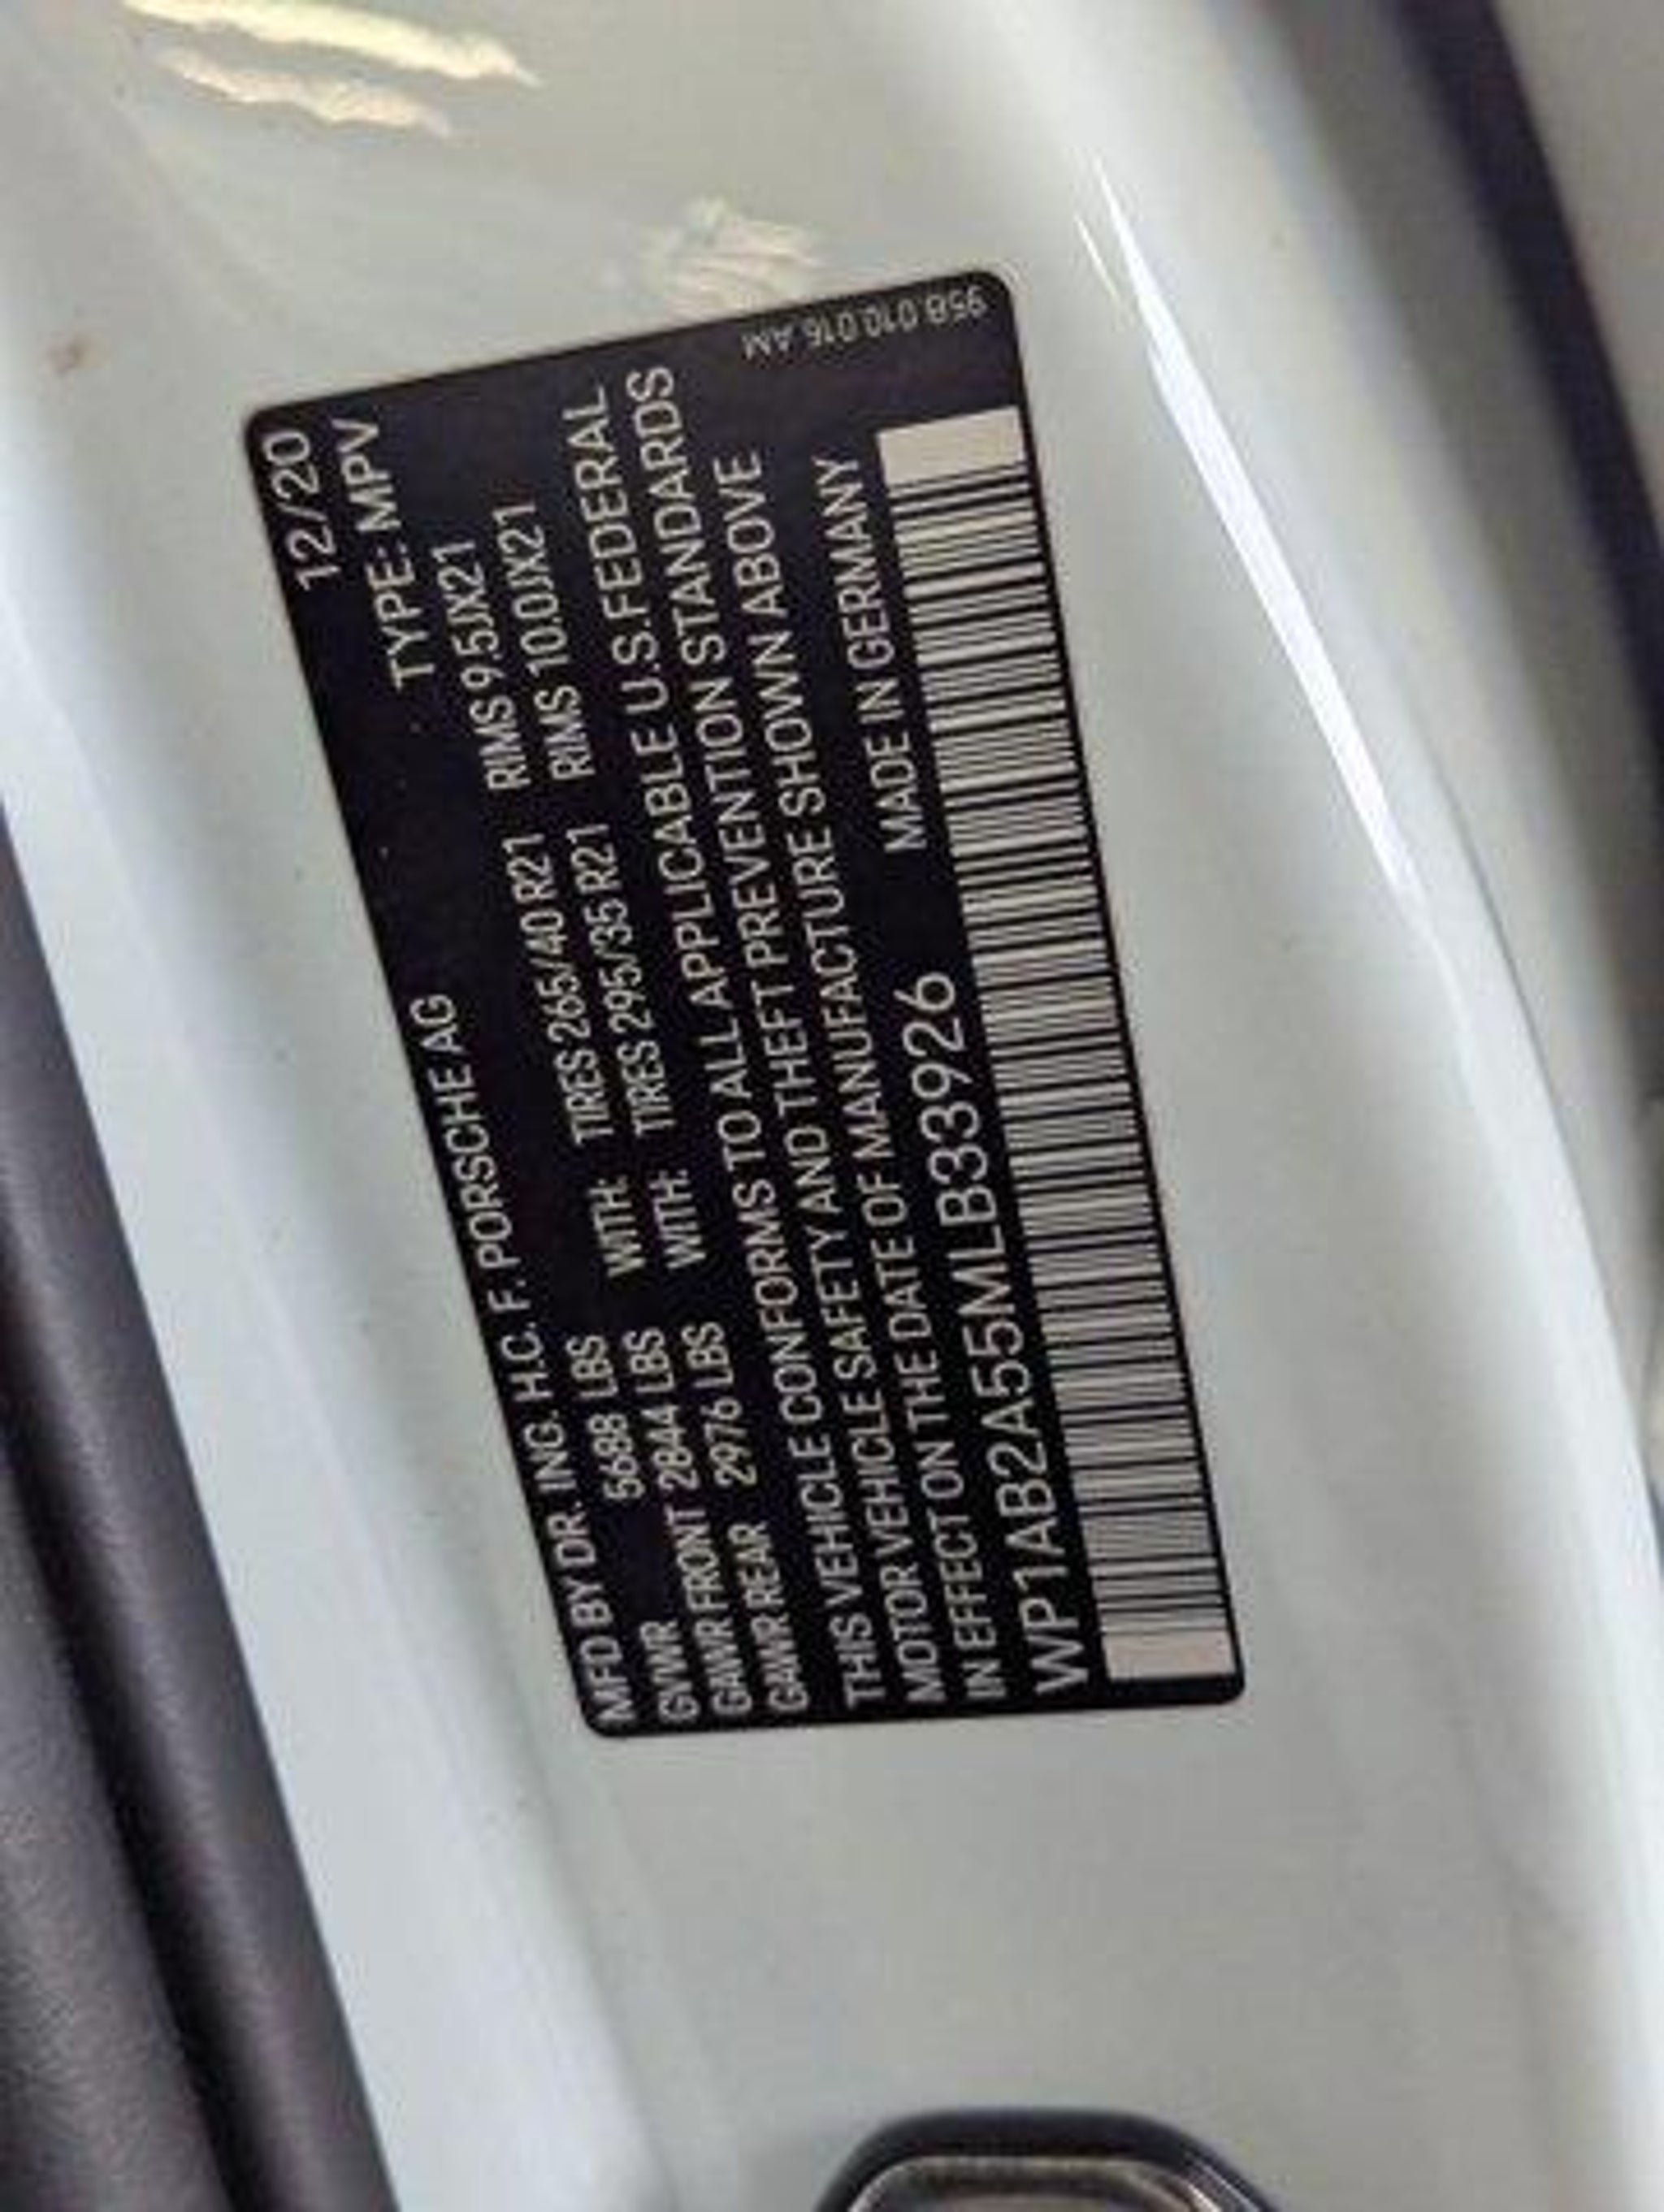 12/20
MFD BY DR. ING. H.C. F. PORSCHE AG TYPE: MPV
GVWR 5688 LBS
GAWR FRONT 2844 LBS WITH: TIRES 265/40 R21 RIMS 9.5JX21
GAWR REAR 2976 LBS WITH: TIRES 295/35 R21 RIMS 10.0JX21
THIS VEHICLE CONFORMS TO ALL APPLICABLE U.S. FEDERAL
MOTOR VEHICLE SAFETY AND THEFT PREVENTION STANDARDS
IN EFFECT ON THE DATE OF MANUFACTURE SHOWN ABOVE
WP1AB2A55MLB33926 MADE IN GERMANY
958.010.016.AM